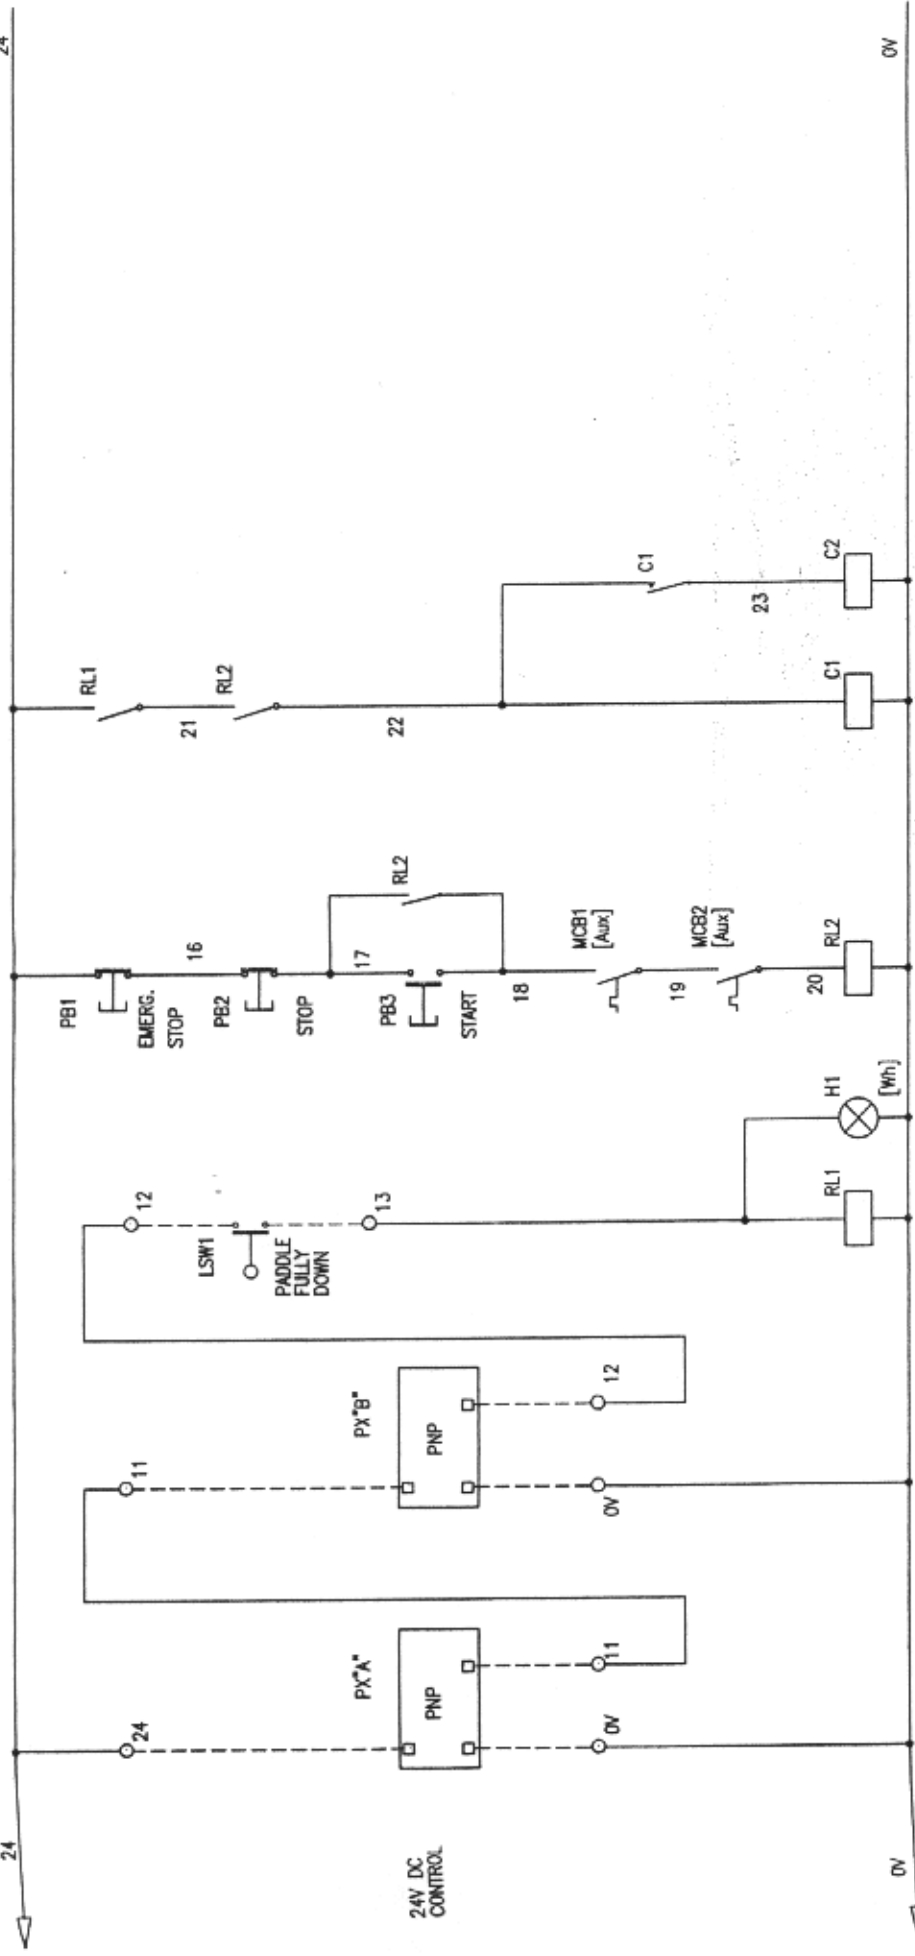 24
24
0V
0V
24V DC
CONTROL
24
PX"A"
PNP
0V
11
11
PX"B"
PNP
0V
12
12
LSW1
PADDLE
FULLY
DOWN
13
RL1
H1
[Wh]
PB1
EMERG.
STOP
16
PB2
STOP
17
PB3
START
RL2
18
MCB1
[Aux]
19
MCB2
[Aux]
20
RL2
RL1
21
RL2
22
C1
C1
23
C2